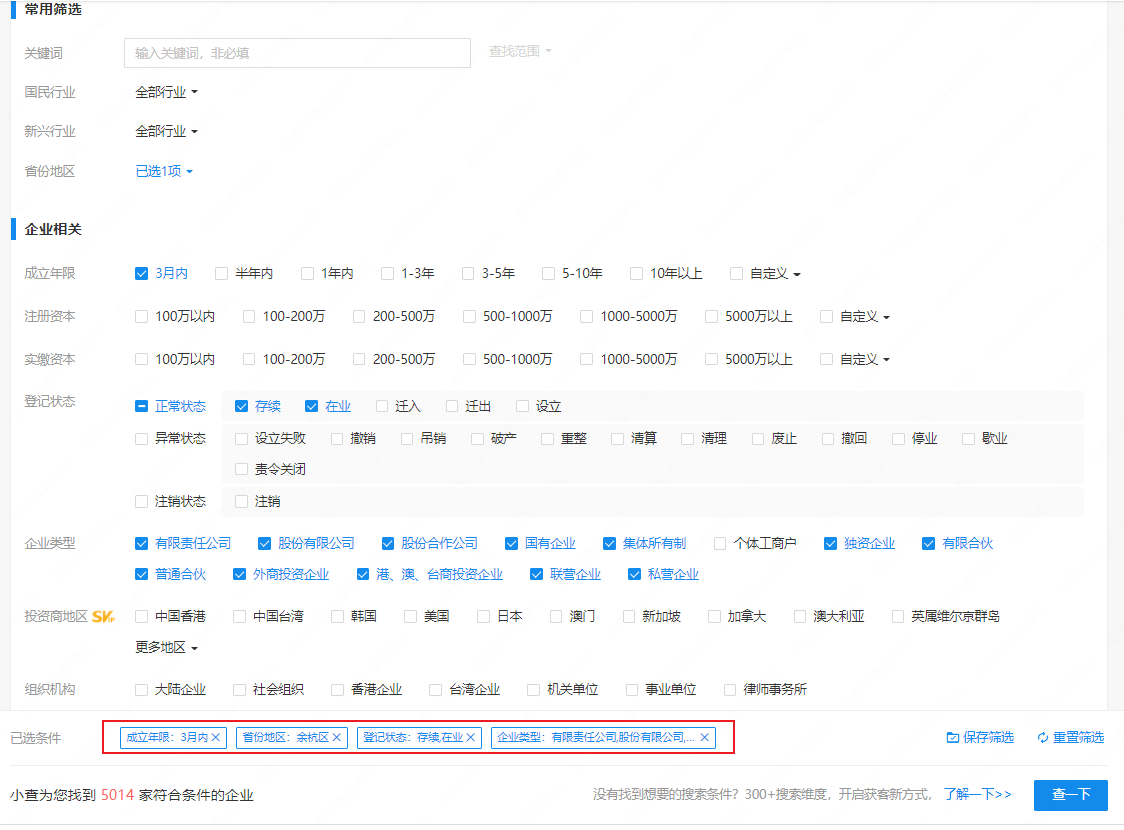 常用筛选
关键词 输入关键词，非必填 查找范围
国民行业 全部行业
新兴行业 全部行业
省份地区 已选1项
企业相关
成立年限 3月内 半年内 1年内 1-3年 3-5年 5-10年 10年以上 自定义
注册资本 100万以内 100-200万 200-500万 500-1000万 1000-5000万 5000万以上 自定义
实缴资本 100万以内 100-200万 200-500万 500-1000万 1000-5000万 5000万以上 自定义
登记状态 正常状态 存续 在业 迁入 迁出 设立
异常状态 设立失败 撤销 吊销 破产 重整 清算 清理 废止 撤回 停业 歇业
责令关闭
注销状态 注销
企业类型 有限责任公司 股份有限公司 股份合作公司 国有企业 集体所有制 个体工商户 独资企业 有限合伙
普通合伙 外商投资企业 港、澳、台商投资企业 联营企业 私营企业
投资商地区 中国香港 中国台湾 韩国 美国 日本 澳门 新加坡 加拿大 澳大利亚 英属维尔京群岛
更多地区
组织机构 大陆企业 社会组织 香港企业 台湾企业 机关单位 事业单位 律师事务所
已选条件 成立年限：3月内 省份地区：余杭区 登记状态：存续,在业 企业类型：有限责任公司,股份有限公司,... 保存筛选 重置筛选
小查为您找到 5014 家符合条件的企业 没有找到想要的搜索条件？300+搜索维度，开启获客新方式， 了解一下>> 查一下